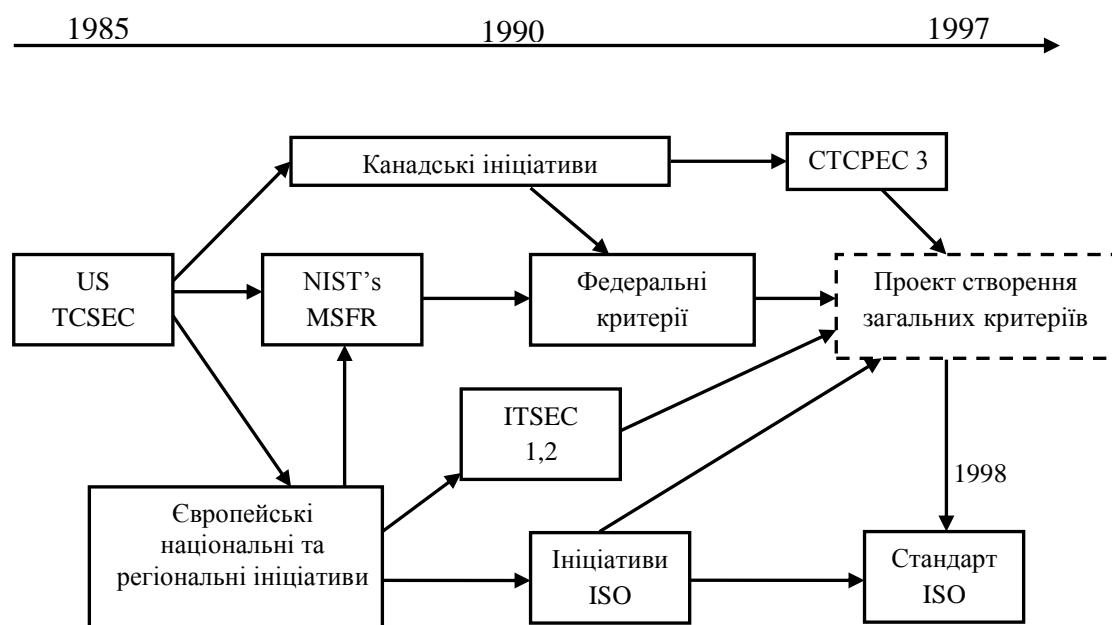 1985 1990 1997
Канадські ініціативи
CTCPEC 3
US
TCSEC
NIST’s
MSFR
Федеральні
критерії
Проект створення
загальних критеріїв
ITSEC
1,2
1998
Європейські
національні та
регіональні ініціативи
Ініціативи
ISO
Стандарт
ISO